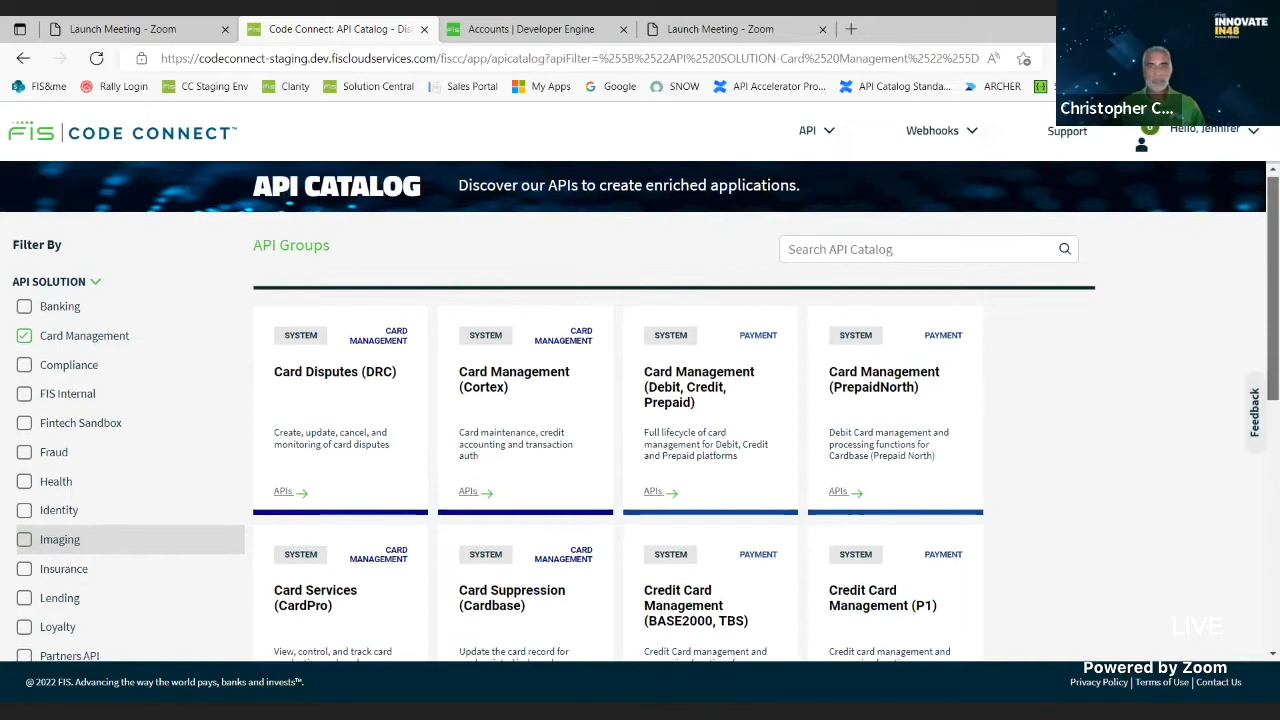 Launch Meeting - Zoom
Code Connect: API Catalog - Dis
Accounts | Developer Engine
Launch Meeting - Zoom
https://codeconnect-staging.dev.fiscloudservices.com/fisic/app/apicatalog?apiFilter=%255B%2522API%2520SOLUTION-Card%2520Management%2522%255D
FIS&me
Rally Login
CC Staging Env
Clarity
Solution Central
Sales Portal
My Apps
Google
SNOW
API Accelerator Pro...
API Catalog Standa...
ARCHER
FIS INNOVATE
IN48
Christopher C...
FIS | CODE CONNECT™
API
Webhooks
Support
0
Hello, Jennifer
API CATALOG
Discover our APIs to create enriched applications.
Filter By
API SOLUTION
Banking
Card Management
Compliance
FIS Internal
Fintech Sandbox
Fraud
Health
Identity
Imaging
Insurance
Lending
Loyalty
Partners API
API Groups
Search API Catalog
SYSTEM
CARD
MANAGEMENT
Card Disputes (DRC)
Create, update, cancel, and
monitoring of card disputes
APIs
SYSTEM
CARD
MANAGEMENT
Card Management
(Cortex)
Card maintenance, credit
accounting and transaction
auth
APIs
SYSTEM
PAYMENT
Card Management
(Debit, Credit,
Prepaid)
Full lifecycle of card
management for Debit, Credit
and Prepaid platforms
APIs
SYSTEM
PAYMENT
Card Management
(PrepaidNorth)
Debit Card management and
processing functions for
Cardbase (Prepaid North)
APIs
SYSTEM
CARD
MANAGEMENT
Card Services
(CardPro)
View, control, and track card
SYSTEM
CARD
MANAGEMENT
Card Suppression
(Cardbase)
Update the card record for
SYSTEM
PAYMENT
Credit Card
Management
(BASE2000, TBS)
Credit Card management and
SYSTEM
PAYMENT
Credit Card
Management (P1)
Credit card management and
Feedback
LIVE
Powered by Zoom
@ 2022 FIS. Advancing the way the world pays, banks and invests™.
Privacy Policy | Terms of Use | Contact Us